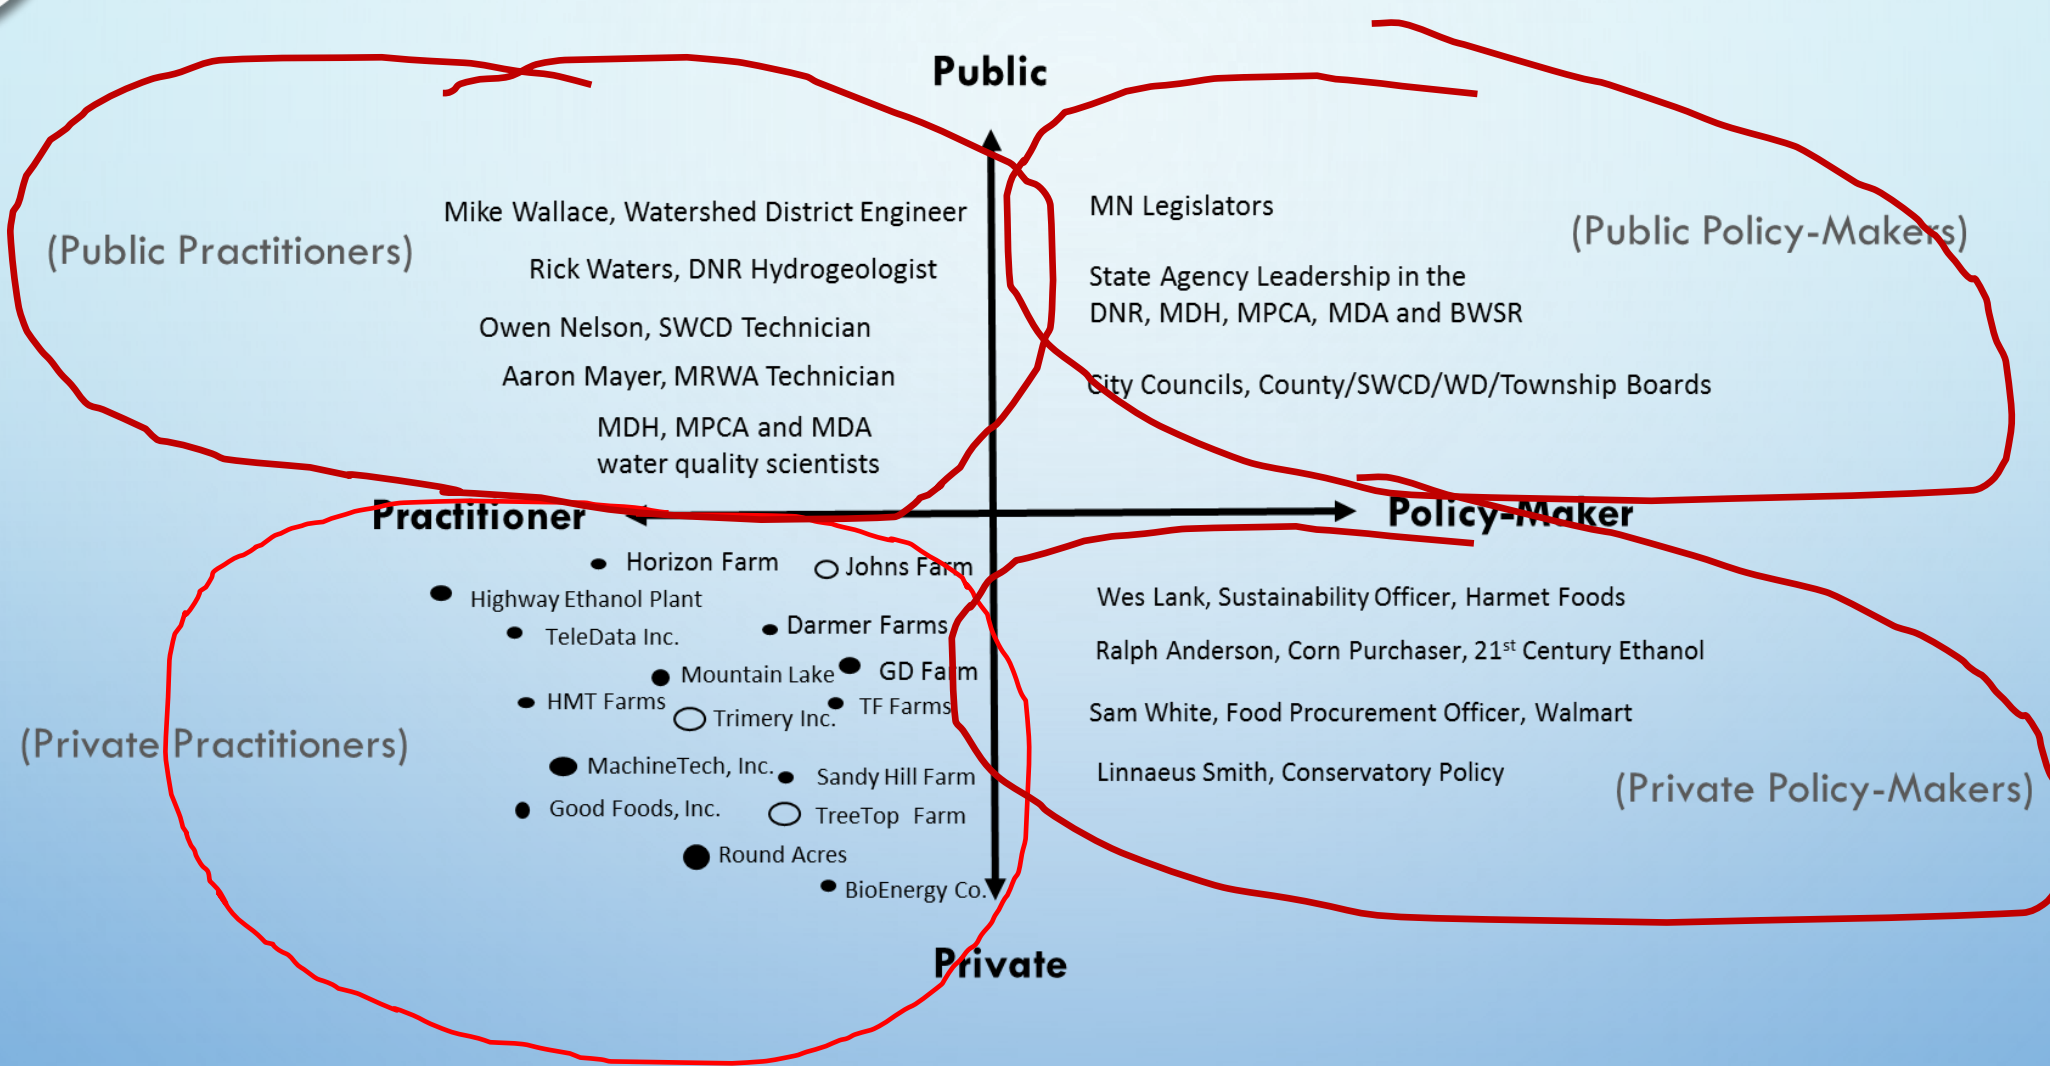 Public
Mike Wallace, Watershed District Engineer
(Public Practitioners)
Rick Waters, DNR Hydrogeologist
Owen Nelson, SWCD Technician
Aaron Mayer, MRWA Technician
MDH, MPCA and MDA
water quality scientists
MN Legislators
(Public Policy-Makers)
State Agency Leadership in the
DNR, MDH, MPCA, MDA and BWSR
City Councils, County/SWCD/WD/Township Boards
Practitioner
Policy-Maker
Horizon Farm
Johns Farm
Highway Ethanol Plant
TeleData Inc.
Darmer Farms
Mountain Lake
GD Farm
HMT Farms
TF Farms
Trimery Inc.
(Private Practitioners)
MachineTech, Inc.
Sandy Hill Farm
Good Foods, Inc.
TreeTop Farm
Round Acres
BioEnergy Co.
Wes Lank, Sustainability Officer, Harmet Foods
Ralph Anderson, Corn Purchaser, 21st Century Ethanol
Sam White, Food Procurement Officer, Walmart
Linnaeus Smith, Conservatory Policy
(Private Policy-Makers)
Private